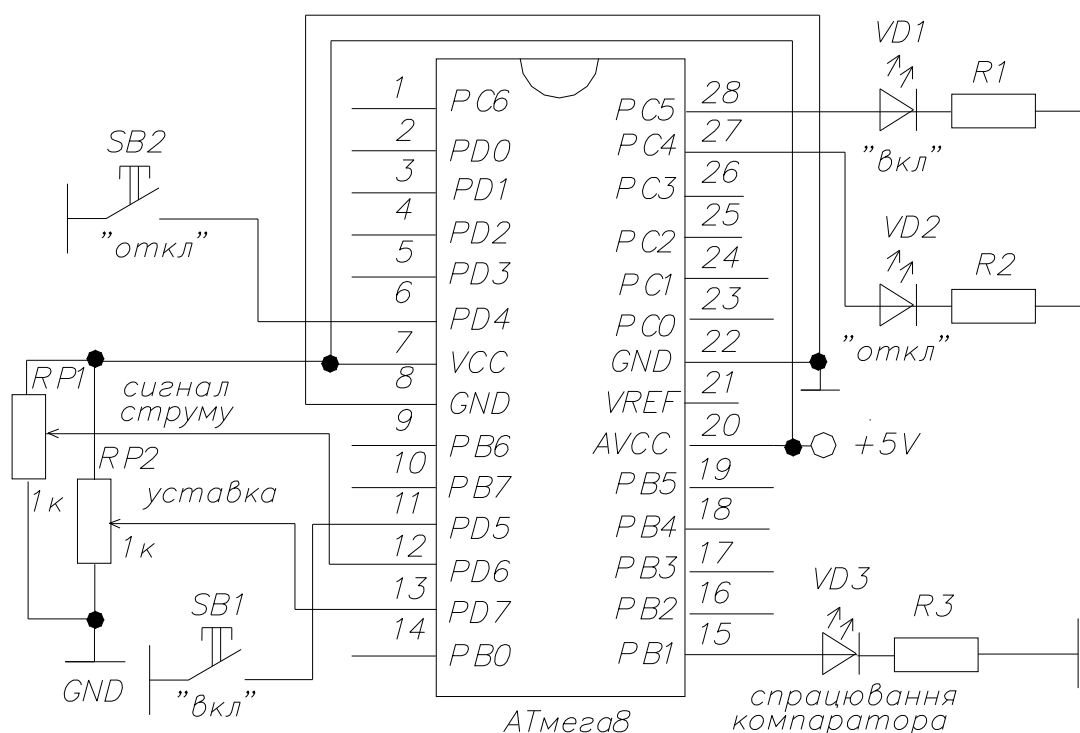 VD1
R1
"вкл"
VD2
R2
"откл"
SB2
"откл"
1
PC6
2
PD0
3
PD1
4
PD2
5
PD3
6
PD4
7
VCC
8
GND
9
PB6
10
PB7
11
PD5
12
PD6
13
PD7
14
PB0
28
PC5
27
PC4
26
PC3
25
PC2
24
PC1
23
PC0
22
GND
21
VREF
20
AVCC
+5V
19
PB5
18
PB4
17
PB3
16
PB2
15
PB1
RP1
сигнал
струму
1к
RP2
уставка
1к
GND
SB1
"вкл"
VD3
R3
спрацювання
компаратора
АТмега8